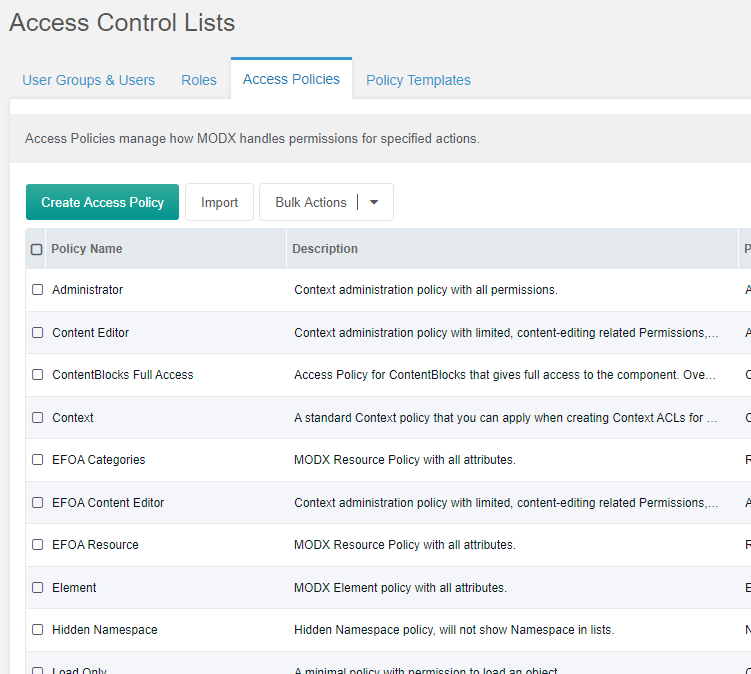 Access Control Lists
User Groups & Users Roles Access Policies Policy Templates
Access Policies manage how MODX handles permissions for specified actions.
Create Access Policy Import Bulk Actions
Policy Name Description P
Administrator Context administration policy with all permissions. A
Content Editor Context administration policy with limited, content-editing related Permissions,... A
ContentBlocks Full Access Access Policy for ContentBlocks that gives full access to the component. Ove... C
Context A standard Context policy that you can apply when creating Context ACLs for ... C
EFOA Categories MODX Resource Policy with all attributes. R
EFOA Content Editor Context administration policy with limited, content-editing related Permissions,... A
EFOA Resource MODX Resource Policy with all attributes. R
Element MODX Element policy with all attributes. E
Hidden Namespace Hidden Namespace policy, will not show Namespace in lists. N
Load Only A minimal policy with permission to load an object.